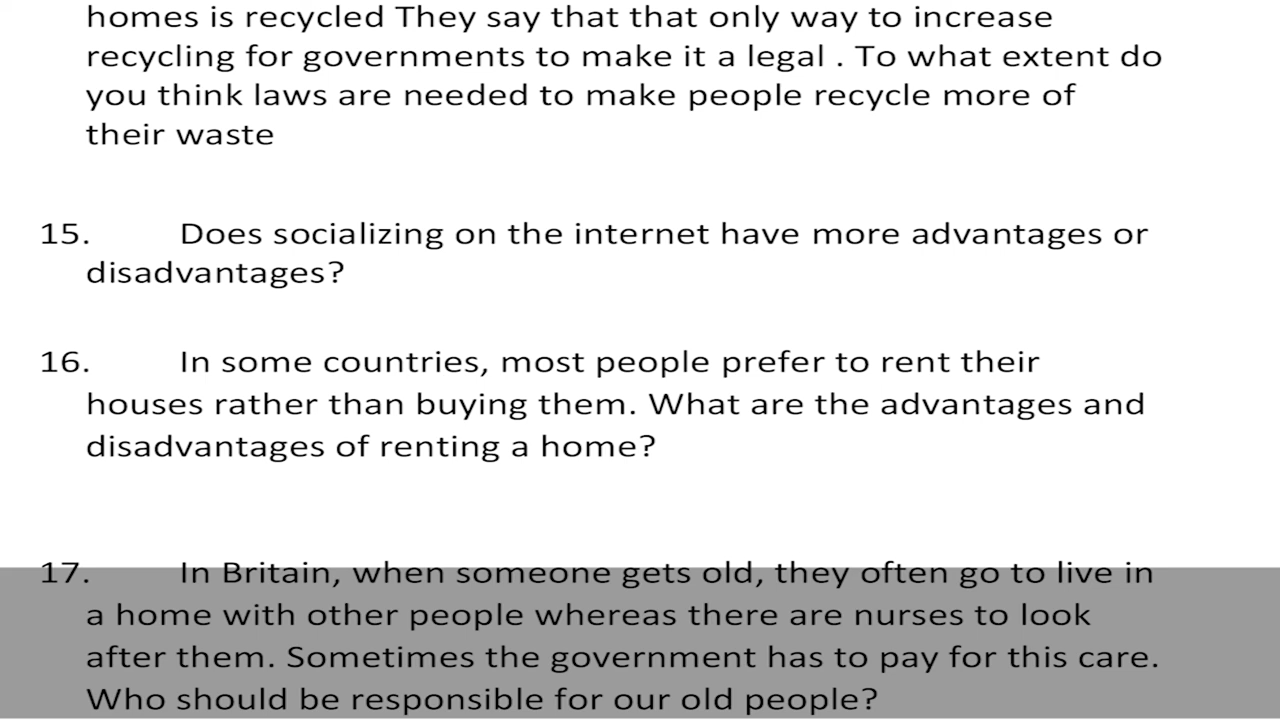 homes is recycled They say that that only way to increase
recycling for governments to make it a legal . To what extent do
you think laws are needed to make people recycle more of
their waste
15. Does socializing on the internet have more advantages or
disadvantages?
16. In some countries, most people prefer to rent their
houses rather than buying them. What are the advantages and
disadvantages of renting a home?
17. In Britain, when someone gets old, they often go to live in
a home with other people whereas there are nurses to look
after them. Sometimes the government has to pay for this care.
Who should be responsible for our old people?